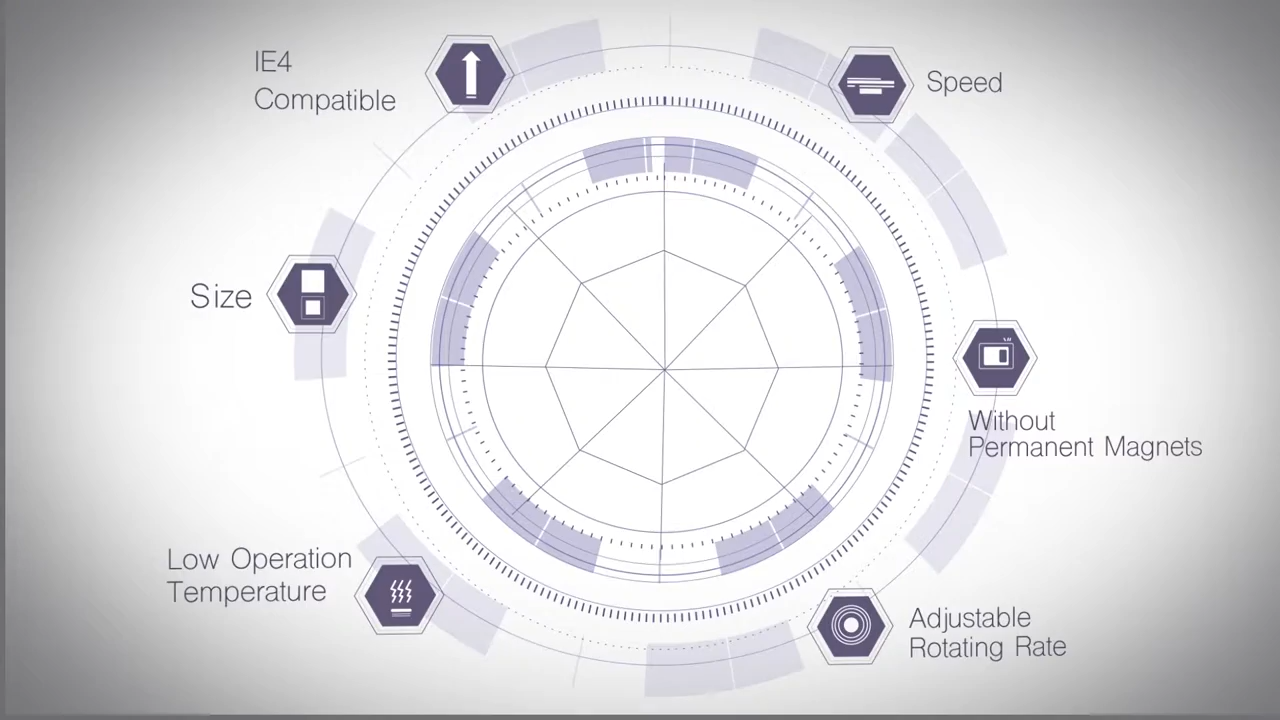 IE4
Compatible
Speed
Size
Without
Permanent Magnets
Low Operation
Temperature
Adjustable
Rotating Rate